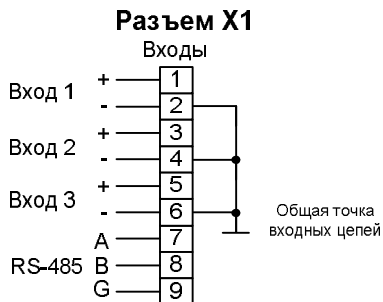 Разъем X1
Входы
Вход 1 + 1
- 2
Вход 2 + 3
- 4
Вход 3 + 5
- 6
RS-485 A 7
B 8
G 9
Общая точка
входных цепей